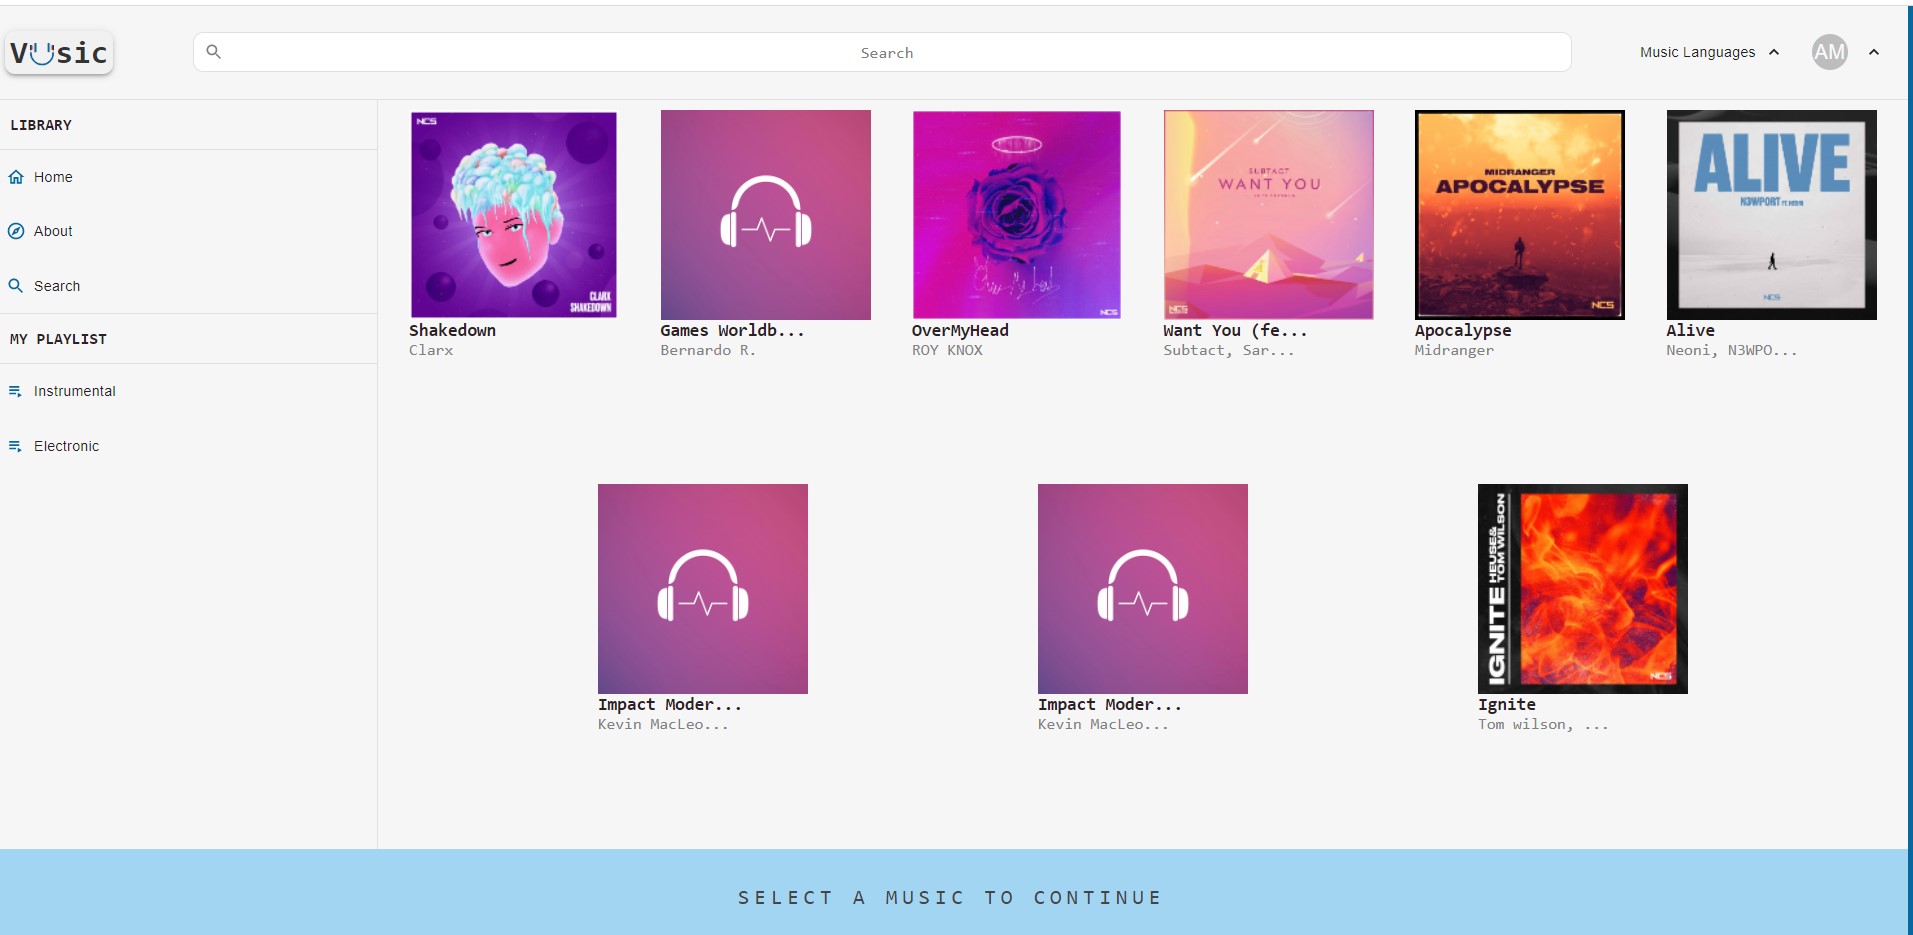 Vusic
Search
Music Languages
AM
LIBRARY
Home
About
Search
MY PLAYLIST
Instrumental
Electronic
NCS
CLARX
SHAKEDOWN
Shakedown
Clarx
Games Worldb...
Bernardo R.
NCS
OverMyHead
ROY KNOX
SUBTACT
WANT YOU
NCS
Want You (fe...
Subtact, Sar...
MIDRANGER
APOCALYPSE
NCS
Apocalypse
Midranger
ALIVE
N3WPORT FT. NEONI
NCS
Alive
Neoni, N3WPO...
Impact Moder...
Kevin MacLeo...
Impact Moder...
Kevin MacLeo...
IGNITE HEUSE&
TOM WILSON
NCS
Ignite
Tom wilson, ...
SELECT A MUSIC TO CONTINUE